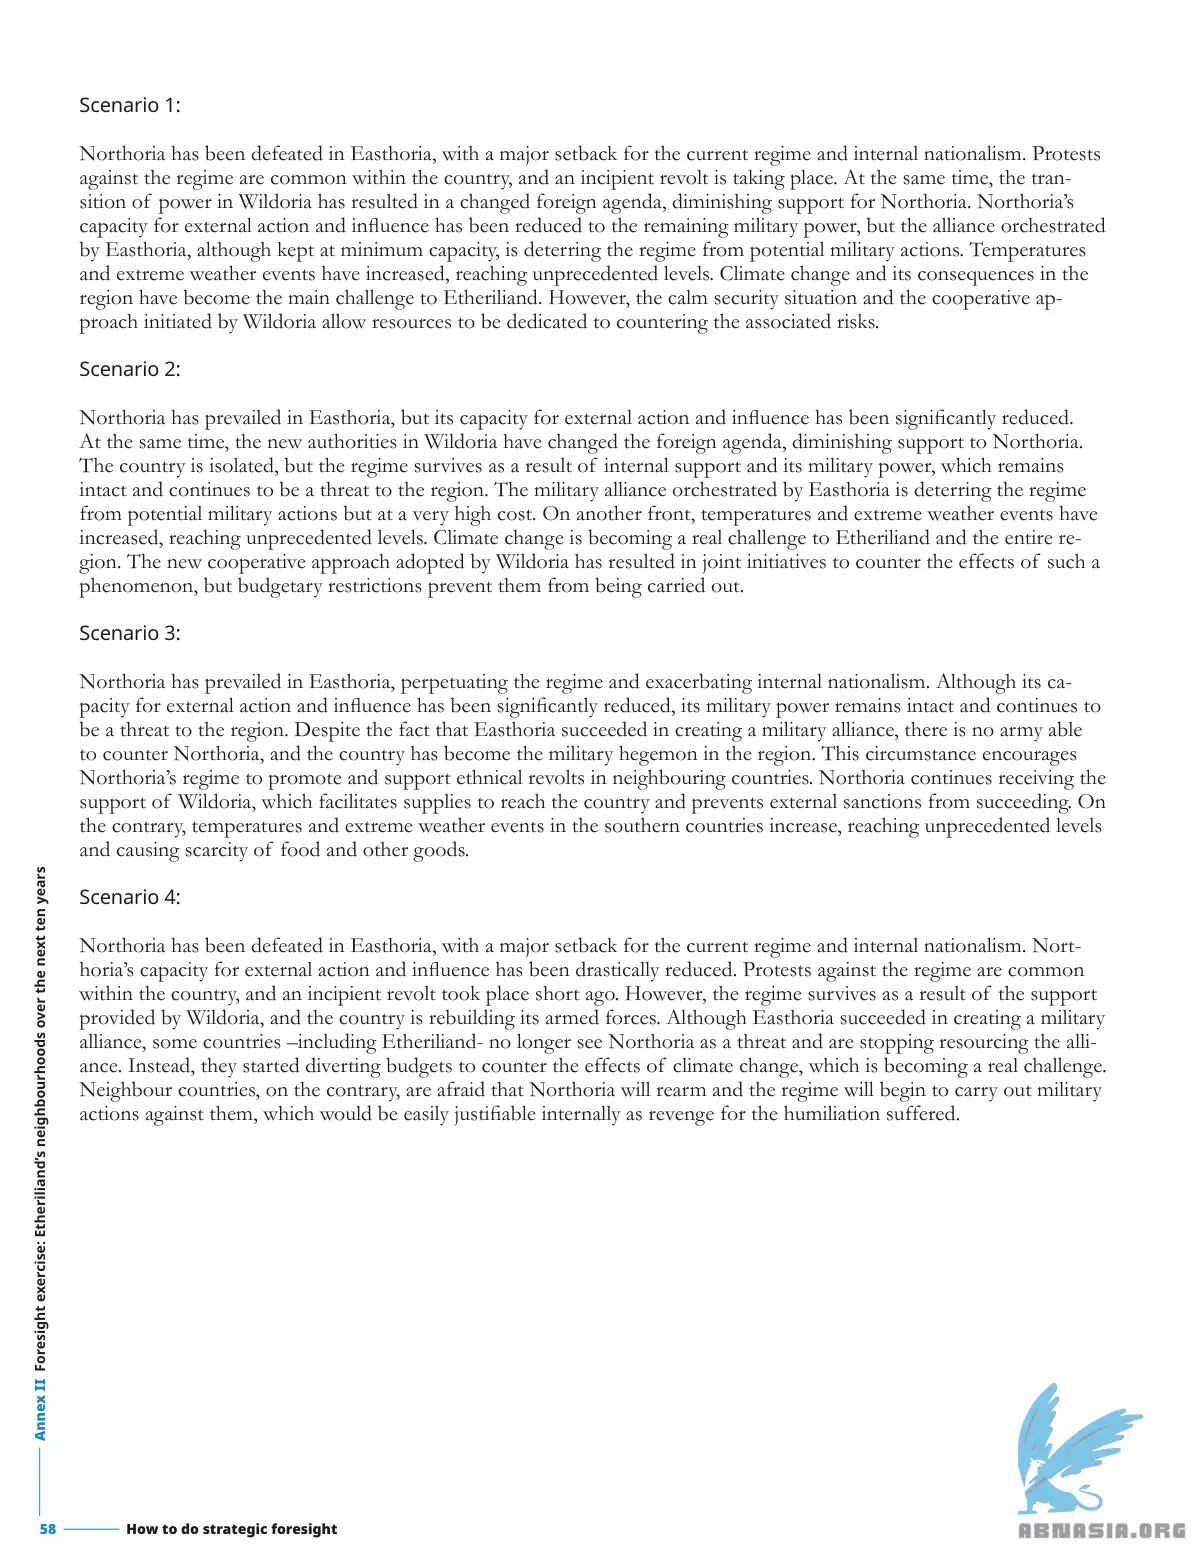 Scenario 1:
Northoria has been defeated in Easthoria, with a major setback for the current regime and internal nationalism. Protests
against the regime are common within the country, and an incipient revolt is taking place. At the same time, the tran-
sition of power in Wildoria has resulted in a changed foreign agenda, diminishing support for Northoria. Northoria's
capacity for external action and influence has been reduced to the remaining military power, but the alliance orchestrated
by Easthoria, although kept at minimum capacity, is deterring the regime from potential military actions. Temperatures
and extreme weather events have increased, reaching unprecedented levels. Climate change and its consequences in the
region have become the main challenge to Etheriliand. However, the calm security situation and the cooperative ap-
proach initiated by Wildoria allow resources to be dedicated to countering the associated risks.
Scenario 2:
Northoria has prevailed in Easthoria, but its capacity for external action and influence has been significantly reduced.
At the same time, the new authorities in Wildoria have changed the foreign agenda, diminishing support to Northoria.
The country is isolated, but the regime survives as a result of internal support and its military power, which remains
intact and continues to be a threat to the region. The military alliance orchestrated by Easthoria is deterring the regime
from potential military actions but at a very high cost. On another front, temperatures and extreme weather events have
increased, reaching unprecedented levels. Climate change is becoming a real challenge to Etheriliand and the entire re-
gion. The new cooperative approach adopted by Wildoria has resulted in joint initiatives to counter the effects of such a
phenomenon, but budgetary restrictions prevent them from being carried out.
Scenario 3:
Northoria has prevailed in Easthoria, perpetuating the regime and exacerbating internal nationalism. Although its ca-
pacity for external action and influence has been significantly reduced, its military power remains intact and continues to
be a threat to the region. Despite the fact that Easthoria succeeded in creating a military alliance, there is no army able
to counter Northoria, and the country has become the military hegemon in the region. This circumstance encourages
Northoria's regime to promote and support ethnical revolts in neighbouring countries. Northoria continues receiving the
support of Wildoria, which facilitates supplies to reach the country and prevents external sanctions from succeeding. On
the contrary, temperatures and extreme weather events in the southern countries increase, reaching unprecedented levels
and causing scarcity of food and other goods.
Scenario 4:
Northoria has been defeated in Easthoria, with a major setback for the current regime and internal nationalism. Nort-
horia's capacity for external action and influence has been drastically reduced. Protests against the regime are common
within the country, and an incipient revolt took place short ago. However, the regime survives as a result of the support
provided by Wildoria, and the country is rebuilding its armed forces. Although Easthoria succeeded in creating a military
alliance, some countries –including Etheriliand- no longer see Northoria as a threat and are stopping resourcing the alli-
ance. Instead, they started diverting budgets to counter the effects of climate change, which is becoming a real challenge.
Neighbour countries, on the contrary, are afraid that Northoria will rearm and the regime will begin to carry out military
actions against them, which would be easily justifiable internally as revenge for the humiliation suffered.
Annex II Foresight exercise: Etheriliand's neighbourhoods over the next ten years
58 How to do strategic foresight
ABNASIA.ORG